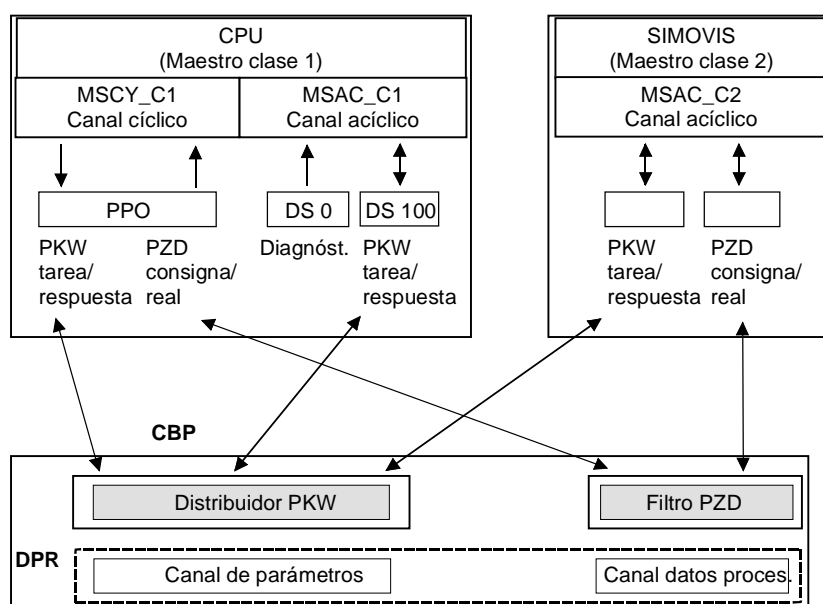 CPU
(Maestro clase 1)
MSCY_C1
Canal cíclico
MSAC_C1
Canal acíclico
PPO
DS 0
DS 100
PKW
tarea/
respuesta
PZD
consigna/
real
Diagnóst.
PKW
tarea/
respuesta
SIMOVIS
(Maestro clase 2)
MSAC_C2
Canal acíclico
PKW
tarea/
respuesta
PZD
consigna/
real
CBP
Distribuidor PKW
Filtro PZD
DPR
Canal de parámetros
Canal datos proces.